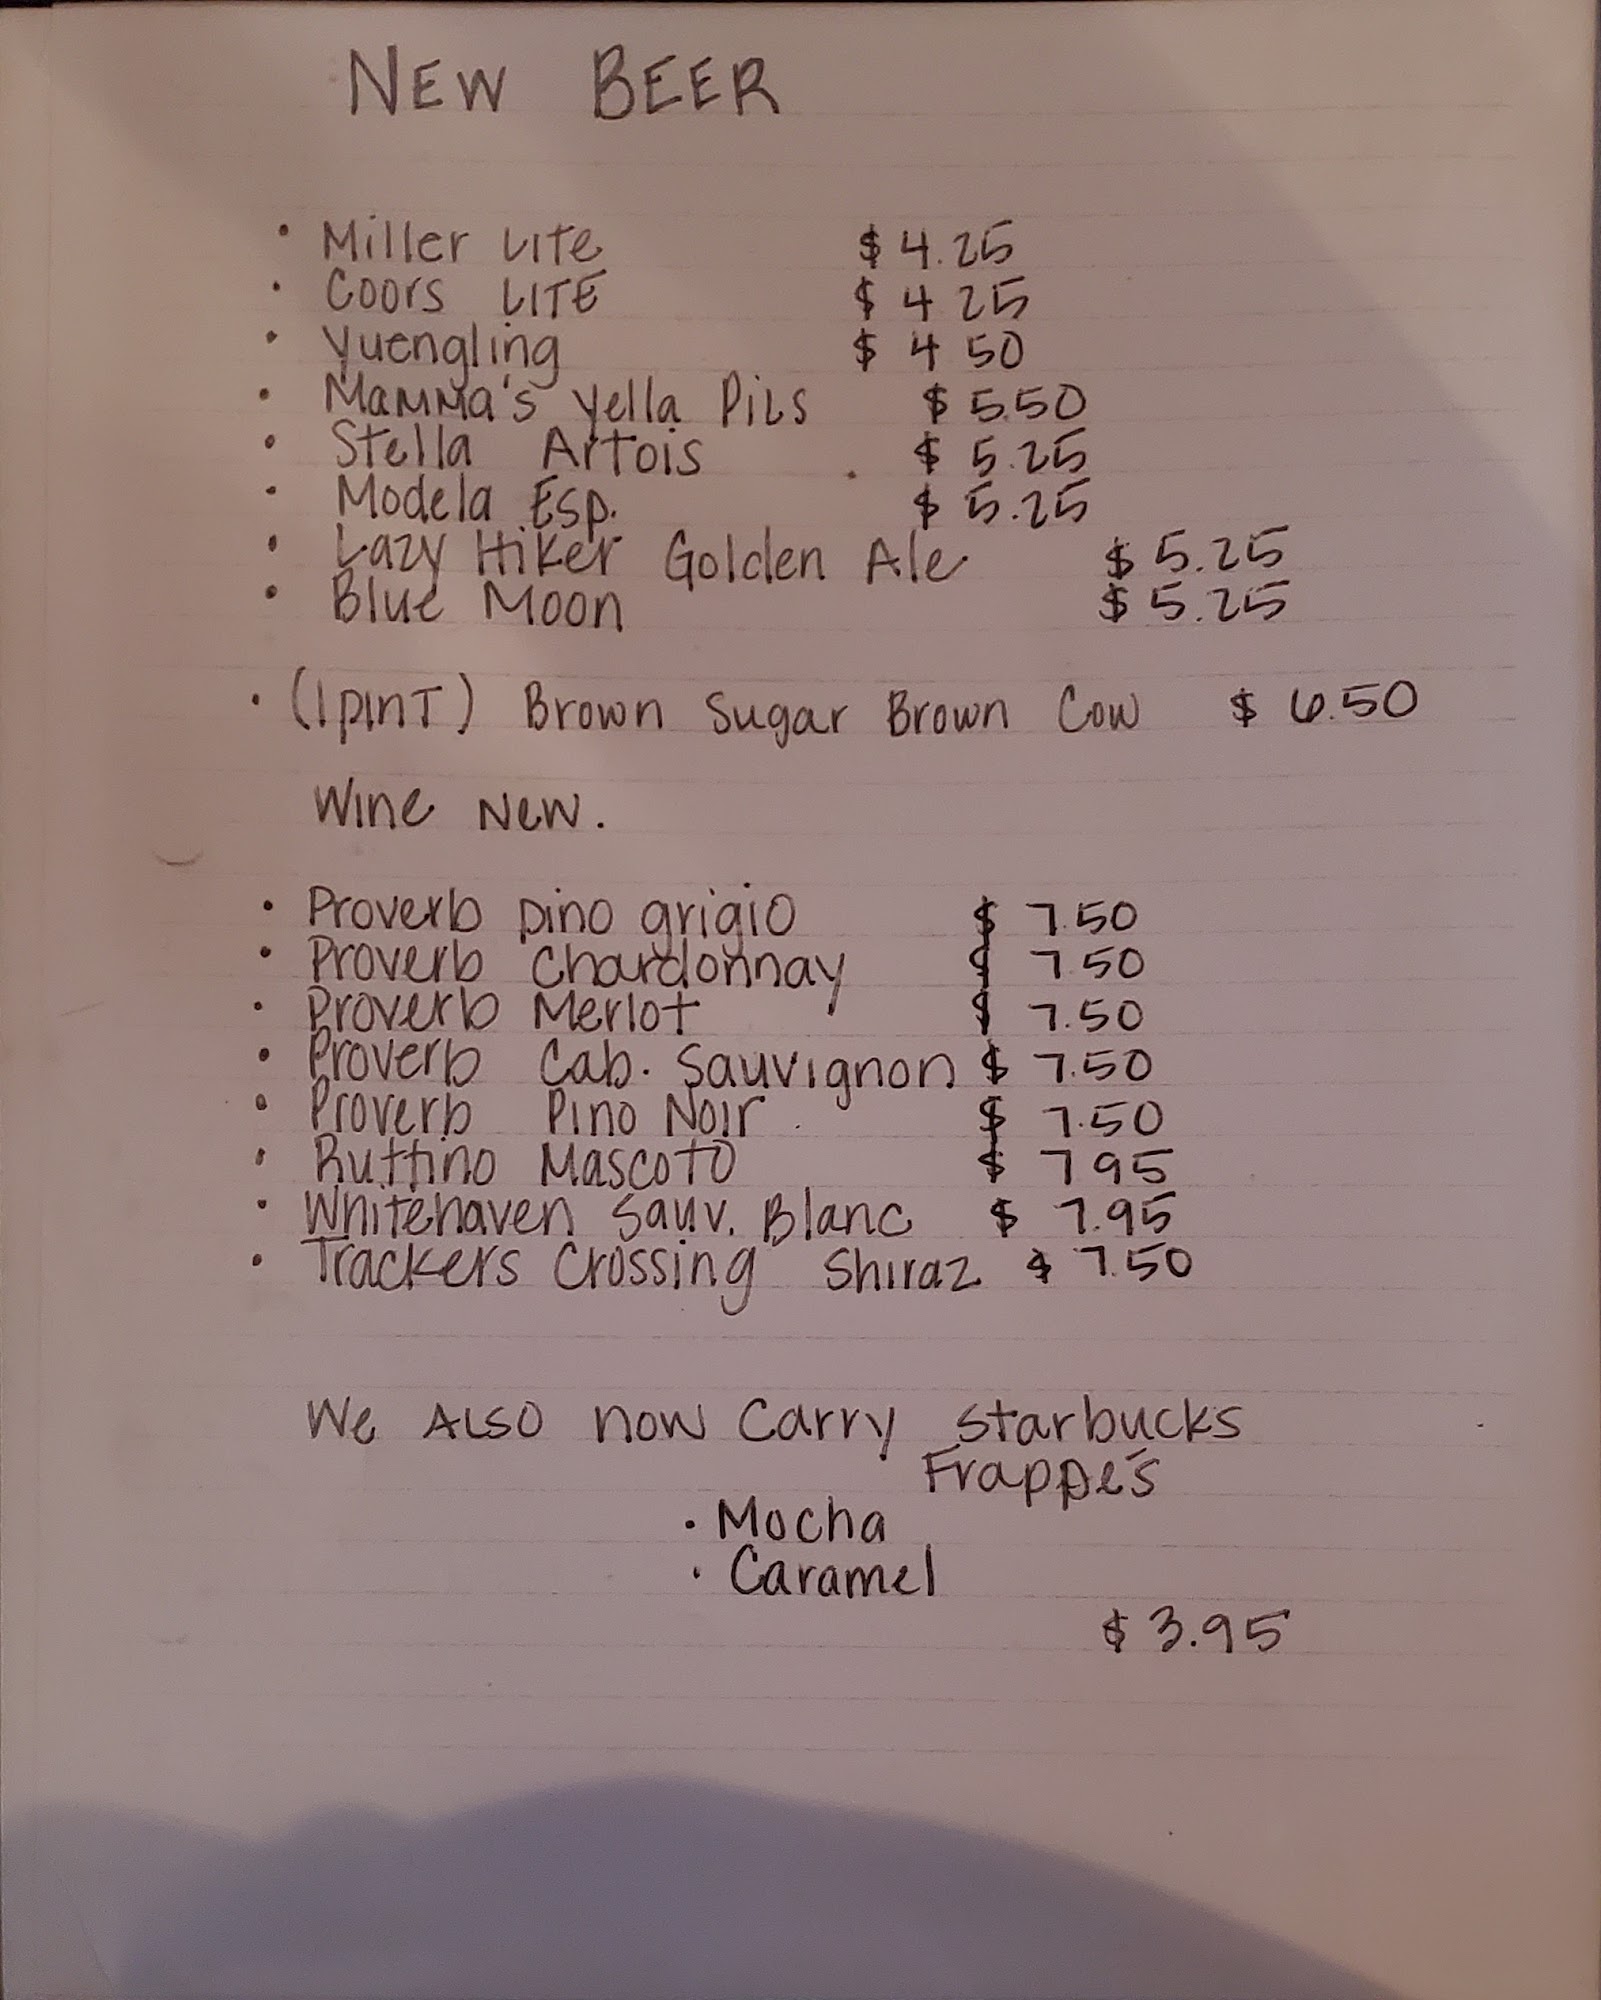 NEW BEER
• Miller Lite $ 4.25
• Coors LITE $ 4 25
• Yuengling $ 4 50
• Mamma's Yella Pils $ 5.50
• Stella Artois $ 5.25
• Modela Esp. $ 5.25
• Lazy Hiker Golden Ale $ 5.25
• Blue Moon $ 5.25
• (1 pinT) Brown Sugar Brown Cow $ 6.50
Wine New.
• Proverb pino grigio $ 7.50
• Proverb Chardonnay $ 7.50
• Proverb Merlot $ 7.50
• Proverb Cab. Sauvignon $ 7.50
• Proverb Pino Noir $ 7.50
• Ruffino Mascoto $ 7 95
• Whitehaven Sauv. Blanc $ 7.95
• Trackers Crossing Shiraz $ 7.50
We ALSO now Carry Starbucks
Frappe's
• Mocha
• Caramel
$ 3.95